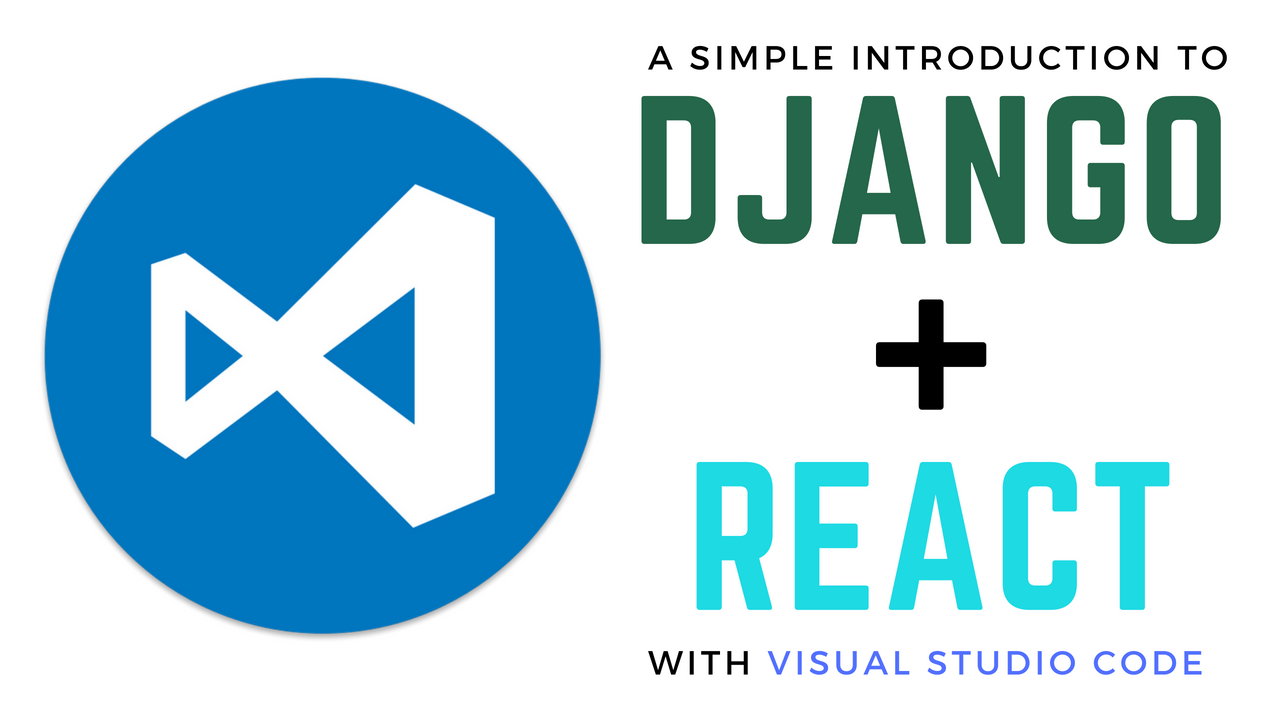 A SIMPLE INTRODUCTION TO
DJANGO
+
REACT
WITH VISUAL STUDIO CODE